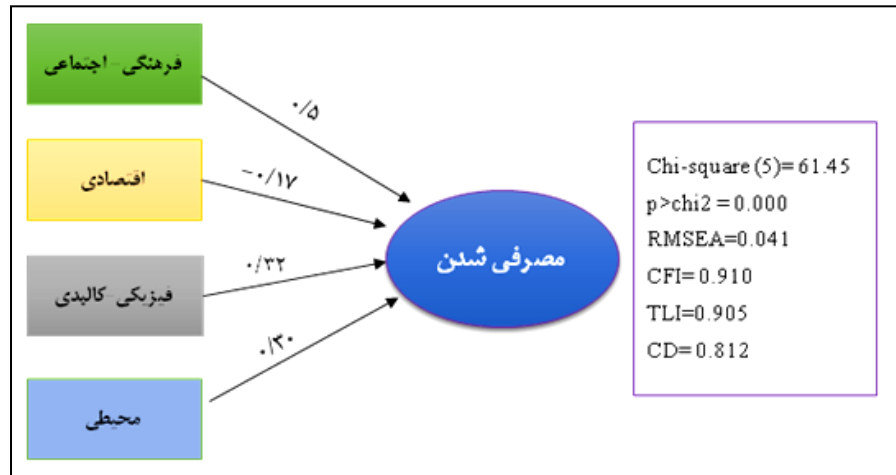 فرهنگی-اجتماعی
۰/۵
اقتصادی
-۰/۱۷
فیزیکی-کالبدی
۰/۳۲
محیطی
۰/۳۰
مصرفی شدن
Chi-square (5)= 61.45
p>chi2 = 0.000
RMSEA=0.041
CFI= 0.910
TLI=0.905
CD= 0.812